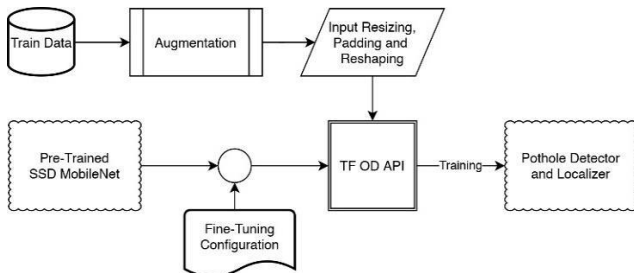 Train Data
Augmentation
Input Resizing,
Padding and
Reshaping
Pre-Trained
SSD MobileNet
TF OD API
Training
Pothole Detector
and Localizer
Fine-Tuning
Configuration